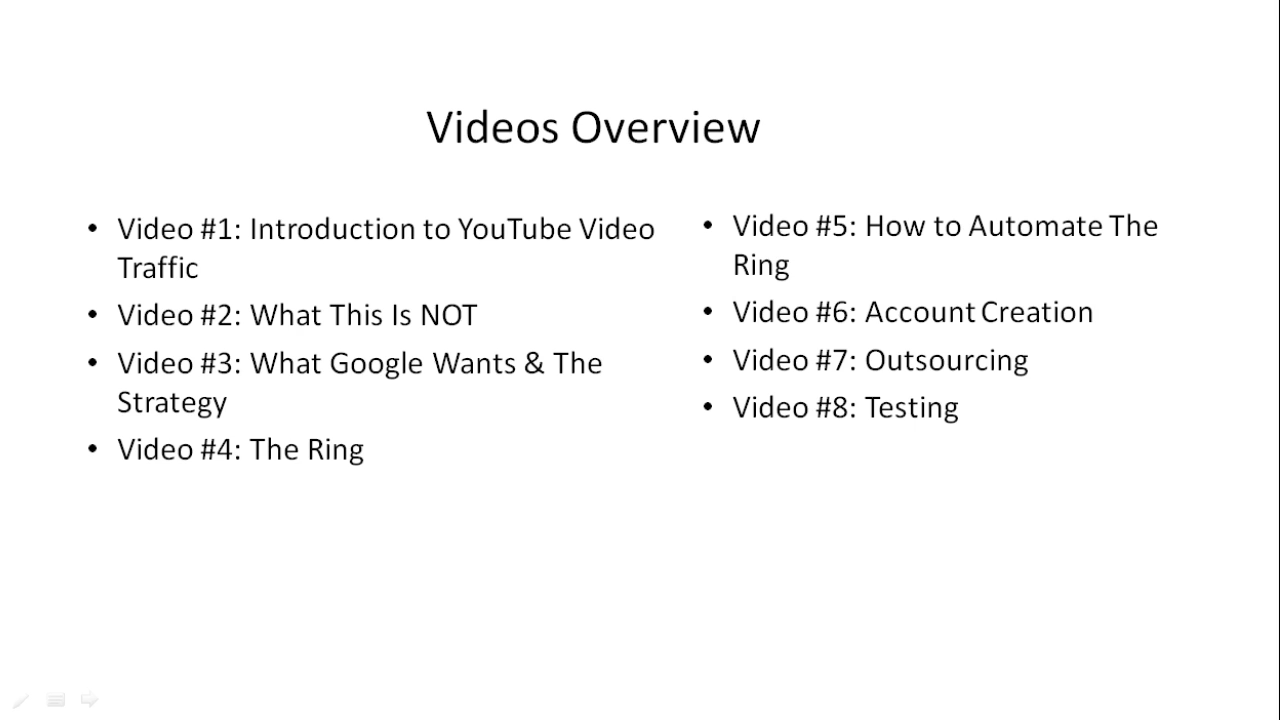 Videos Overview
• Video #1: Introduction to YouTube Video
Traffic
• Video #2: What This Is NOT
• Video #3: What Google Wants & The
Strategy
• Video #4: The Ring
• Video #5: How to Automate The
Ring
• Video #6: Account Creation
• Video #7: Outsourcing
• Video #8: Testing